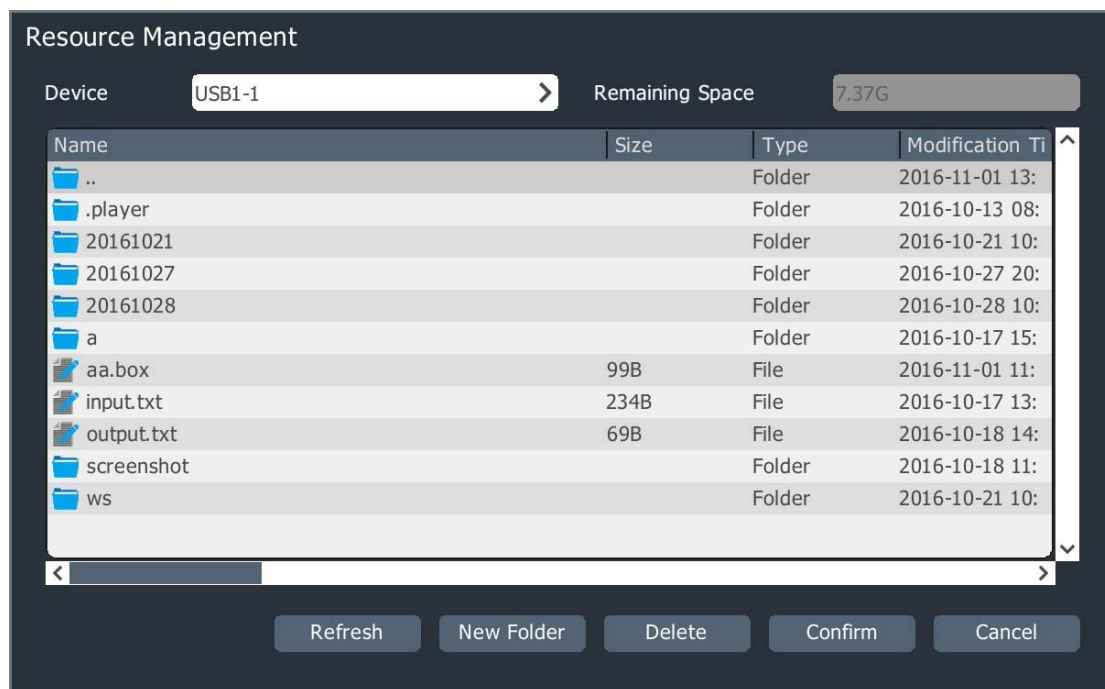 Resource Management
Device USB1-1 Remaining Space 7.37G
Name Size Type Modification Ti
.. Folder 2016-11-01 13:
.player Folder 2016-10-13 08:
20161021 Folder 2016-10-21 10:
20161027 Folder 2016-10-27 20:
20161028 Folder 2016-10-28 10:
a Folder 2016-10-17 15:
aa.box 99B File 2016-11-01 11:
input.txt 234B File 2016-10-17 13:
output.txt 69B File 2016-10-18 14:
screenshot Folder 2016-10-18 11:
ws Folder 2016-10-21 10:
Refresh New Folder Delete Confirm Cancel